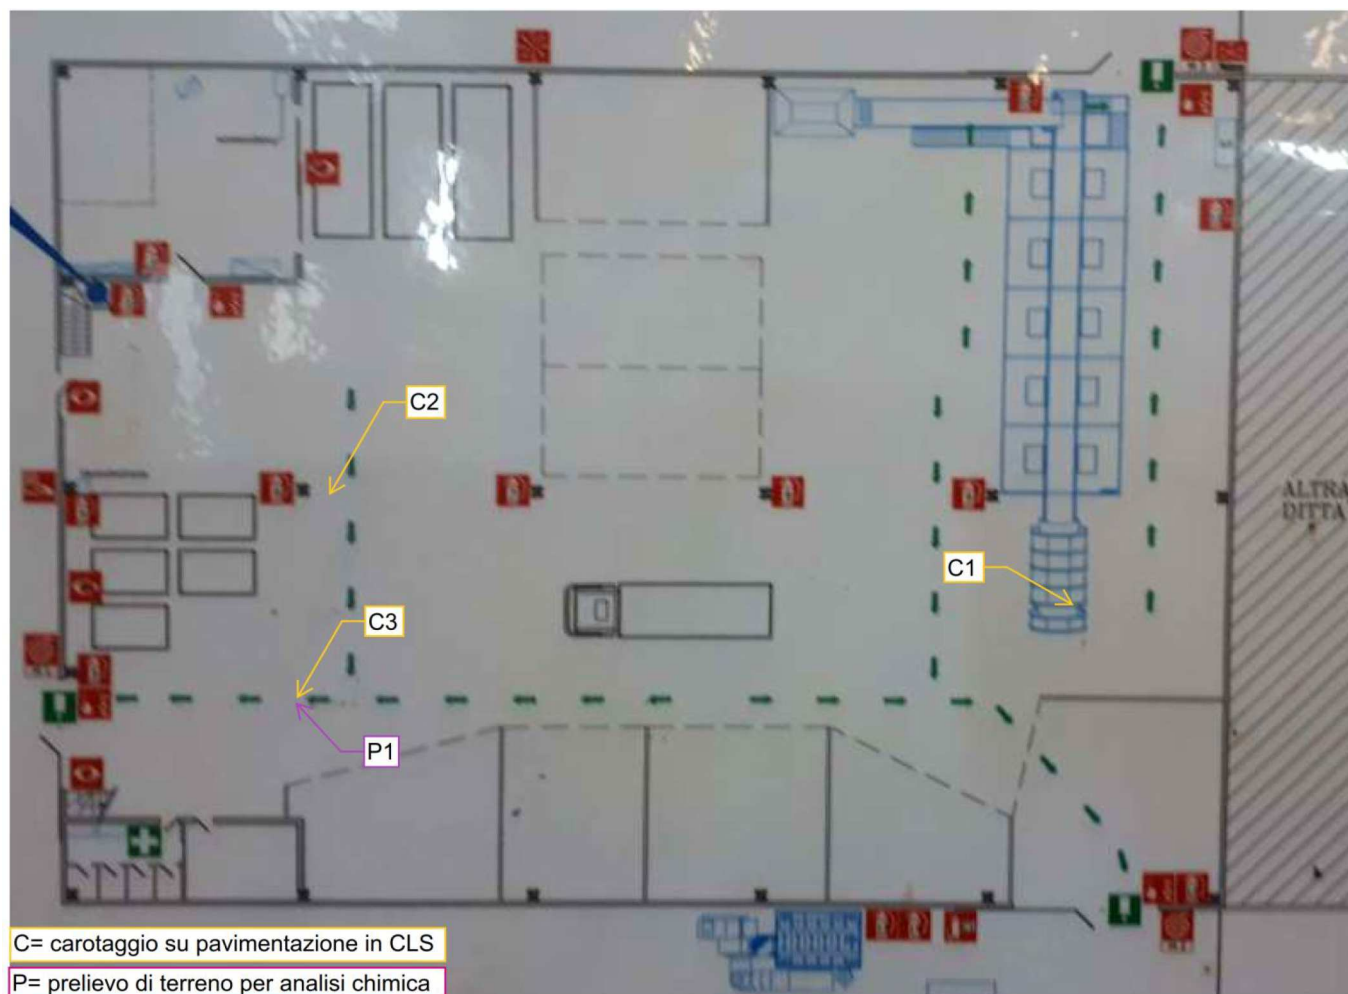 C2
ALTRA
DITTA
C1
C3
P1
C= carotaggio su pavimentazione in CLS
P= prelievo di terreno per analisi chimica